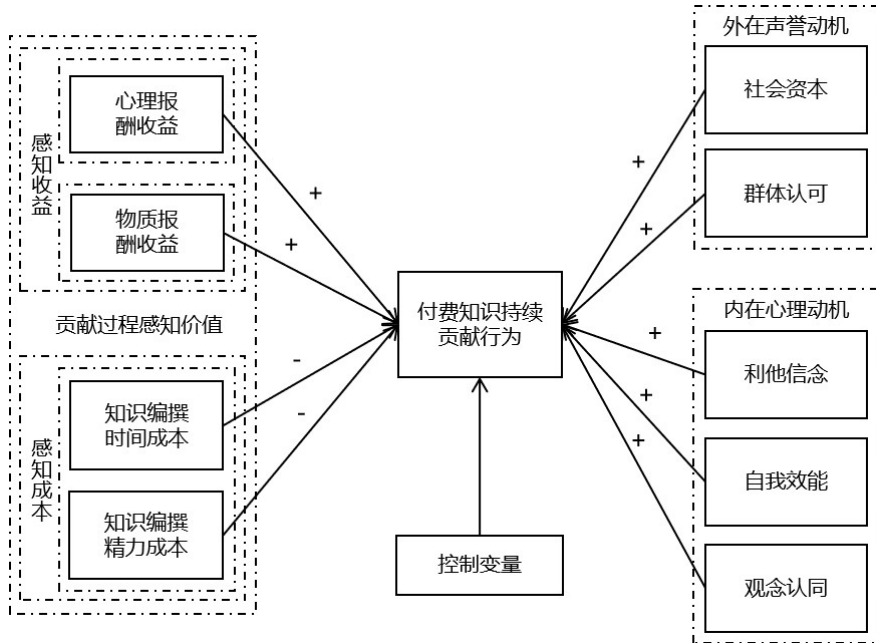 感知收益
心理报
酬收益
+
物质报
酬收益
+
贡献过程感知价值
感知成本
知识编撰
时间成本
-
知识编撰
精力成本
-
付费知识持续
贡献行为
控制变量
外在声誉动机
社会资本
+
群体认可
+
内在心理动机
利他信念
+
自我效能
+
观念认同
+